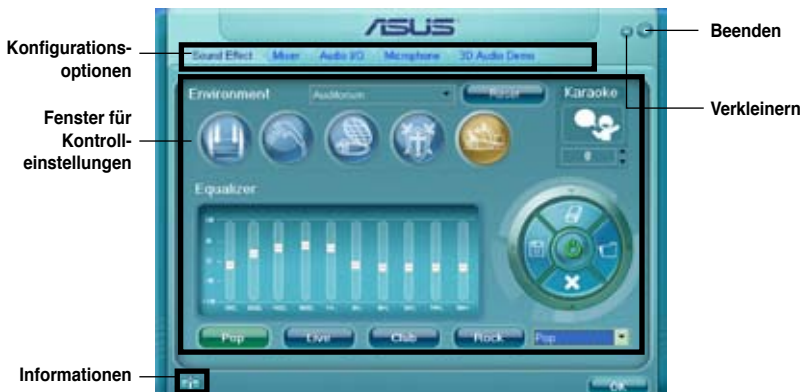 ASUS
Beenden
Konfigurations-
optionen
Sound Effect Mixer Audio I/O Microphone 3D Audio Demo
Verkleinern
Environment Auditorium Reset Karaoke
Fenster für
Kontroll-
einstellungen
0
Equalizer
Pop Live Club Rock Pop
Informationen
OK